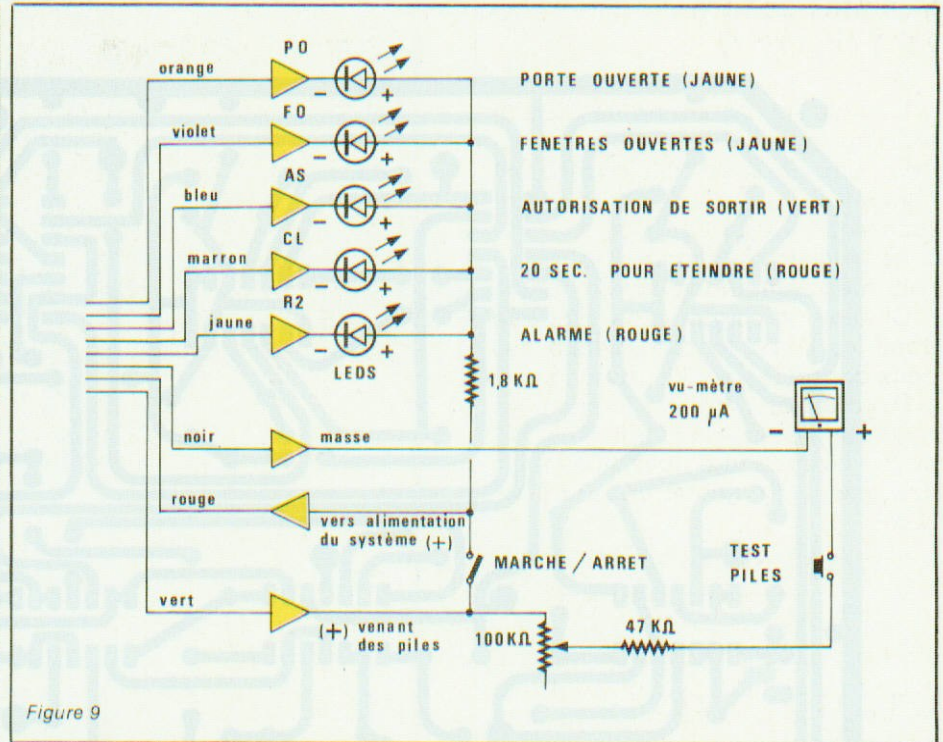 PO
orange
PORTE OUVERTE (JAUNE)
- +
FO
violet
FENETRES OUVERTES (JAUNE)
- +
AS
bleu
AUTORISATION DE SORTIR (VERT)
- +
CL
marron
20 SEC. POUR ETEINDRE (ROUGE)
- +
R2
jaune
ALARME (ROUGE)
- +
LEDS
1,8 KΩ
vu-mètre
200 µA
- +
noir
masse
rouge
vers alimentation
du système (+)
MARCHE / ARRET
TEST
PILES
vert
(+) venant
des piles
100KΩ
47 KΩ
Figure 9